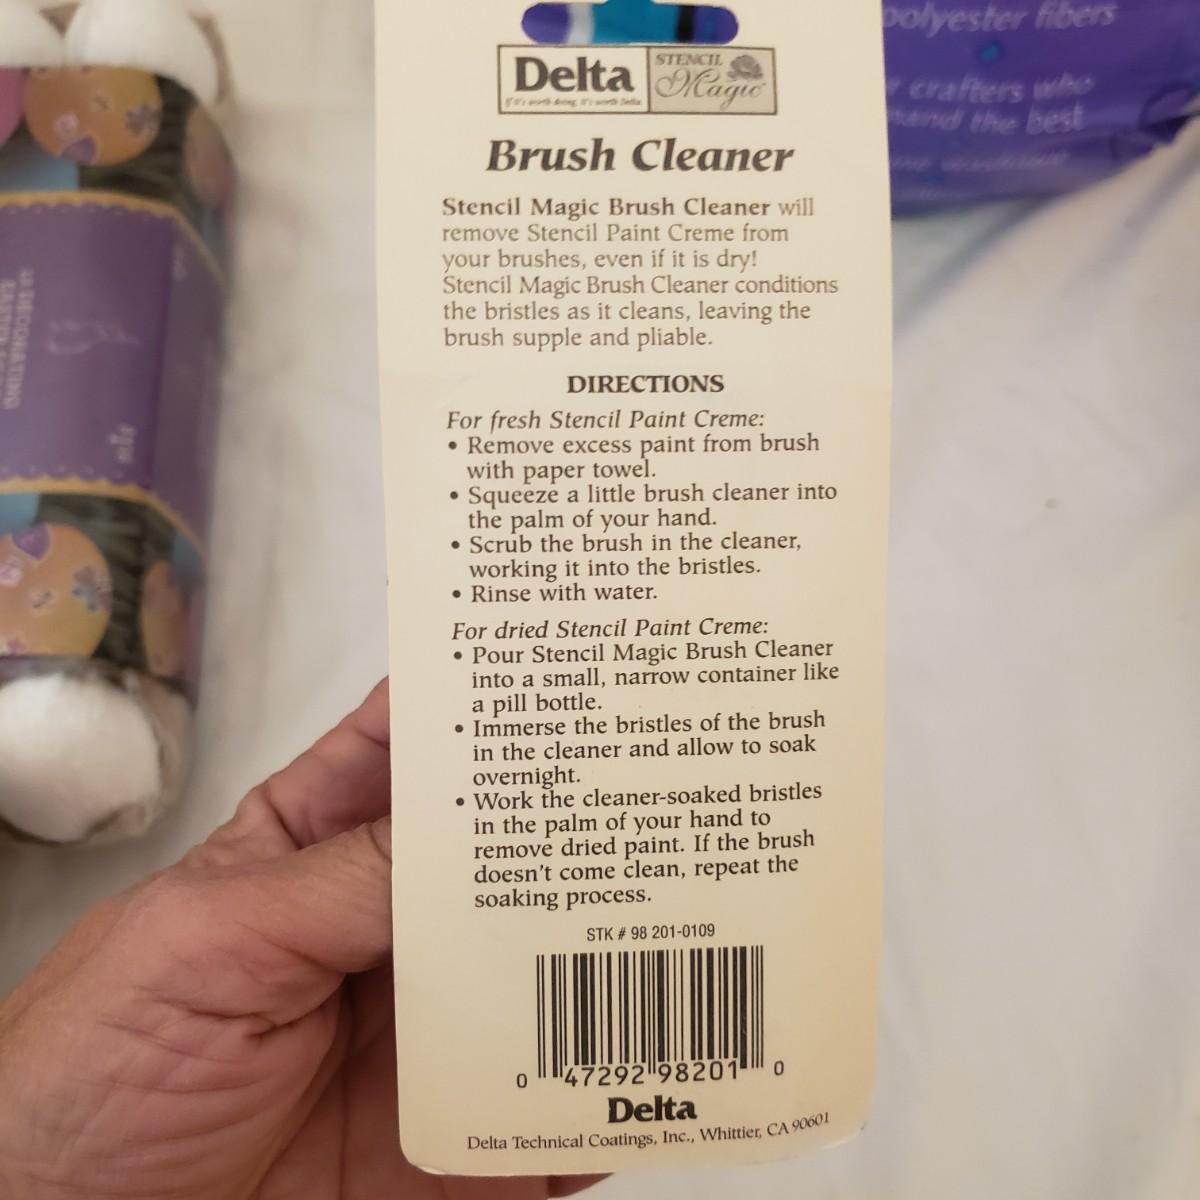 polyester fibers
crafters who
the best
Delta
STENCIL
Magic
If it's worth doing, it's worth Delta
Brush Cleaner
Stencil Magic Brush Cleaner will
remove Stencil Paint Creme from
your brushes, even if it is dry!
Stencil Magic Brush Cleaner conditions
the bristles as it cleans, leaving the
brush supple and pliable.
DIRECTIONS
For fresh Stencil Paint Creme:
• Remove excess paint from brush
with paper towel.
• Squeeze a little brush cleaner into
the palm of your hand.
• Scrub the brush in the cleaner,
working it into the bristles.
• Rinse with water.
For dried Stencil Paint Creme:
• Pour Stencil Magic Brush Cleaner
into a small, narrow container like
a pill bottle.
• Immerse the bristles of the brush
in the cleaner and allow to soak
overnight.
• Work the cleaner-soaked bristles
in the palm of your hand to
remove dried paint. If the brush
doesn't come clean, repeat the
soaking process.
STK # 98 201-0109
0 47292 98201 0
Delta
Delta Technical Coatings, Inc., Whittier, CA 90601
DECORATING